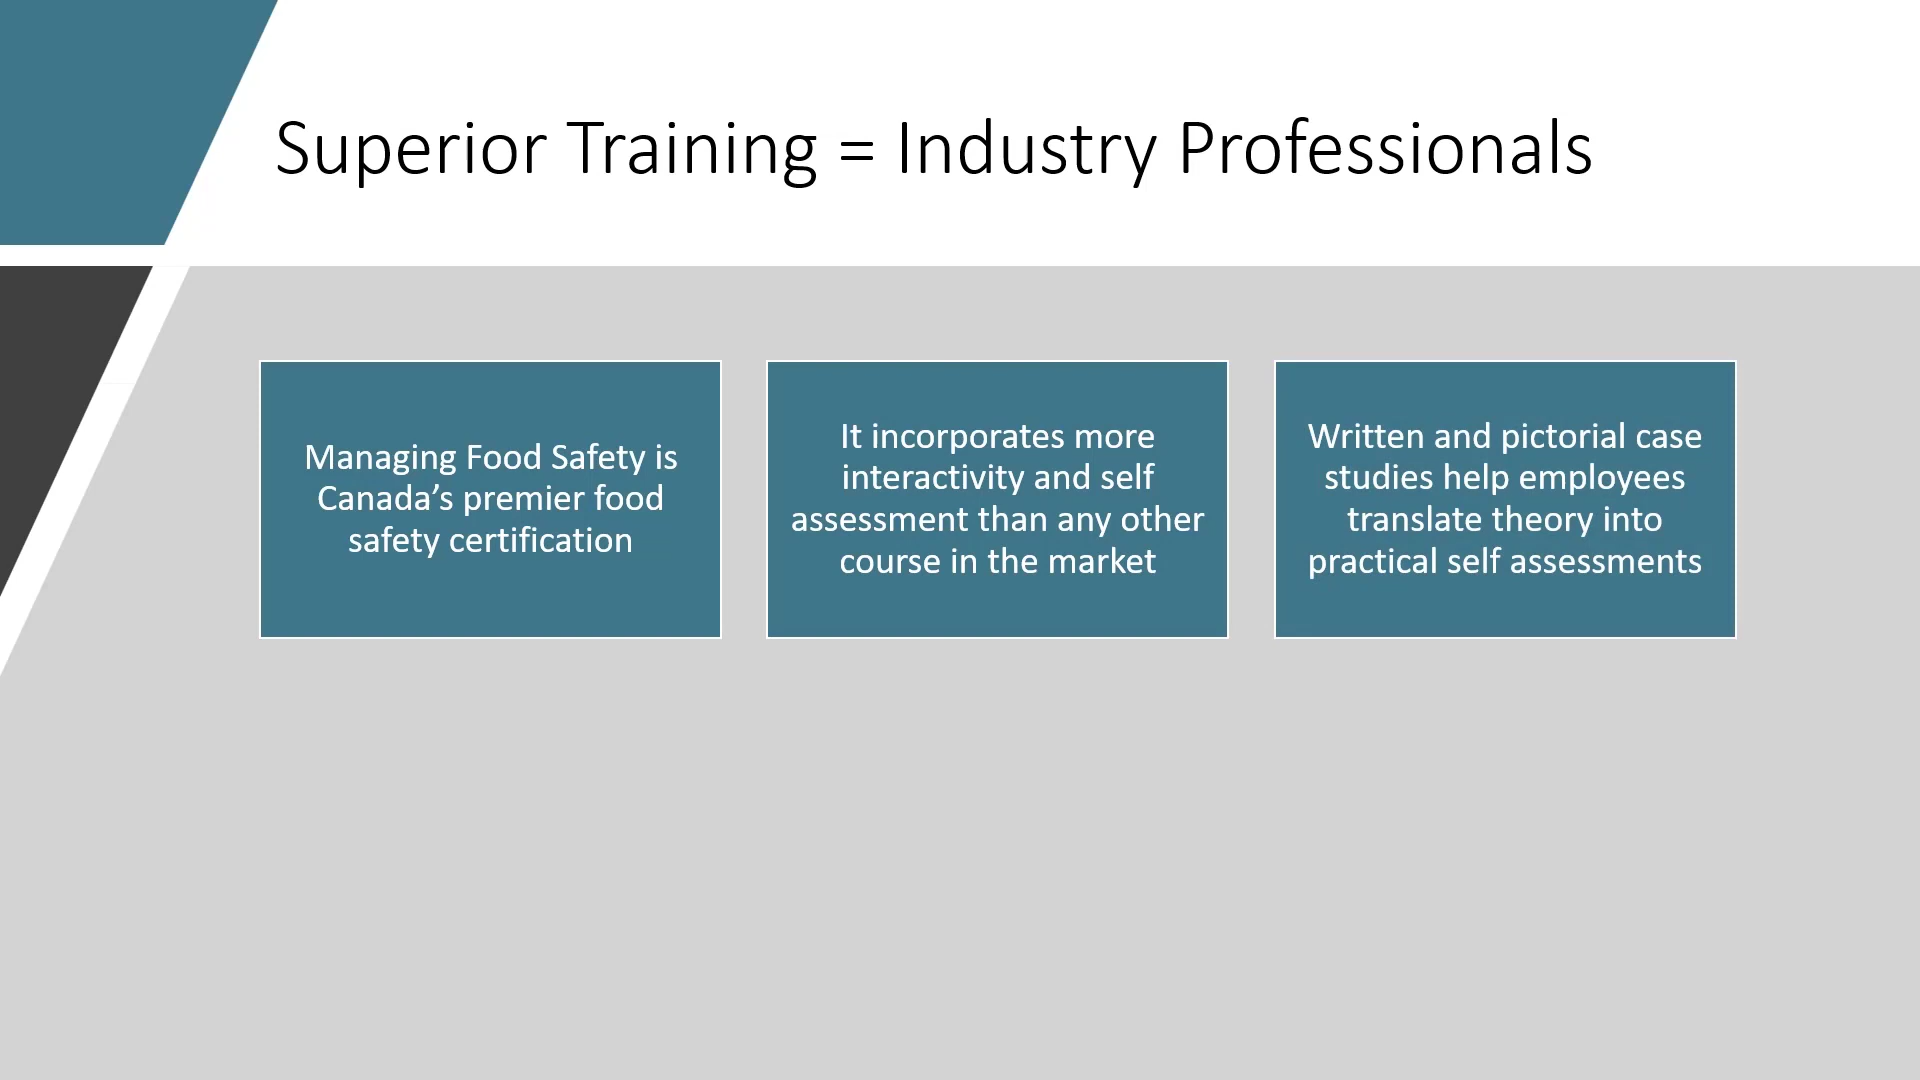 Superior Training = Industry Professionals
Managing Food Safety is
Canada’s premier food
safety certification
It incorporates more
interactivity and self
assessment than any other
course in the market
Written and pictorial case
studies help employees
translate theory into
practical self assessments